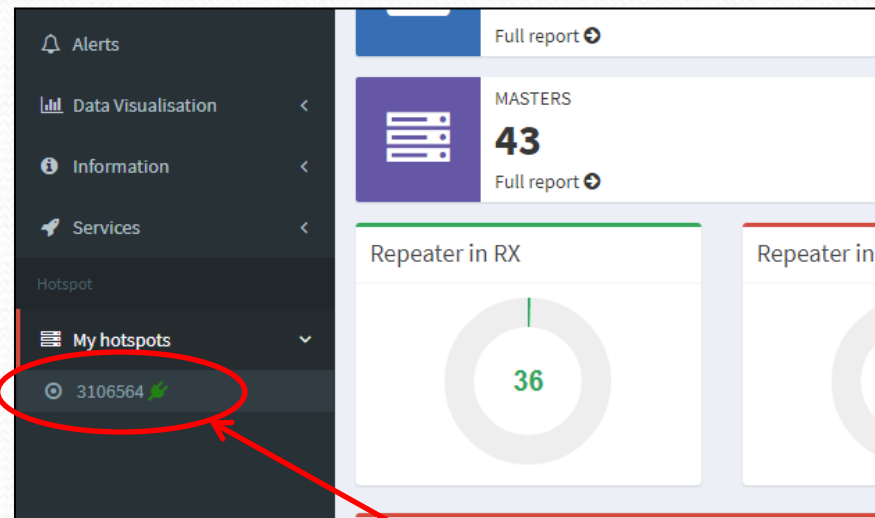 Alerts
Data Visualisation
Information
Services
Hotspot
My hotspots
3106564
Full report
MASTERS
43
Full report
Repeater in RX
36
Repeater in